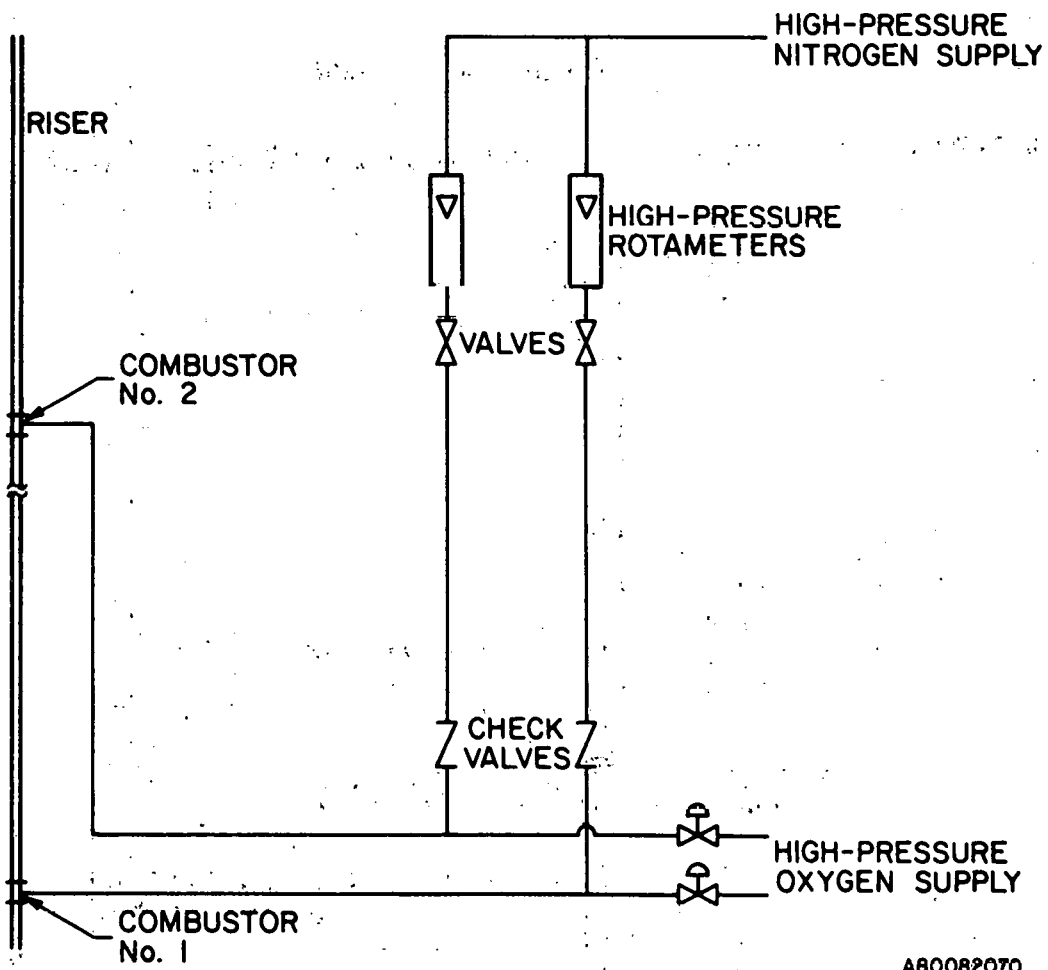 HIGH-PRESSURE
NITROGEN SUPPLY
RISER
HIGH-PRESSURE
ROTAMETERS
VALVES
COMBUSTOR
No. 2
CHECK
VALVES
HIGH-PRESSURE
OXYGEN SUPPLY
COMBUSTOR
No. 1
A80082070